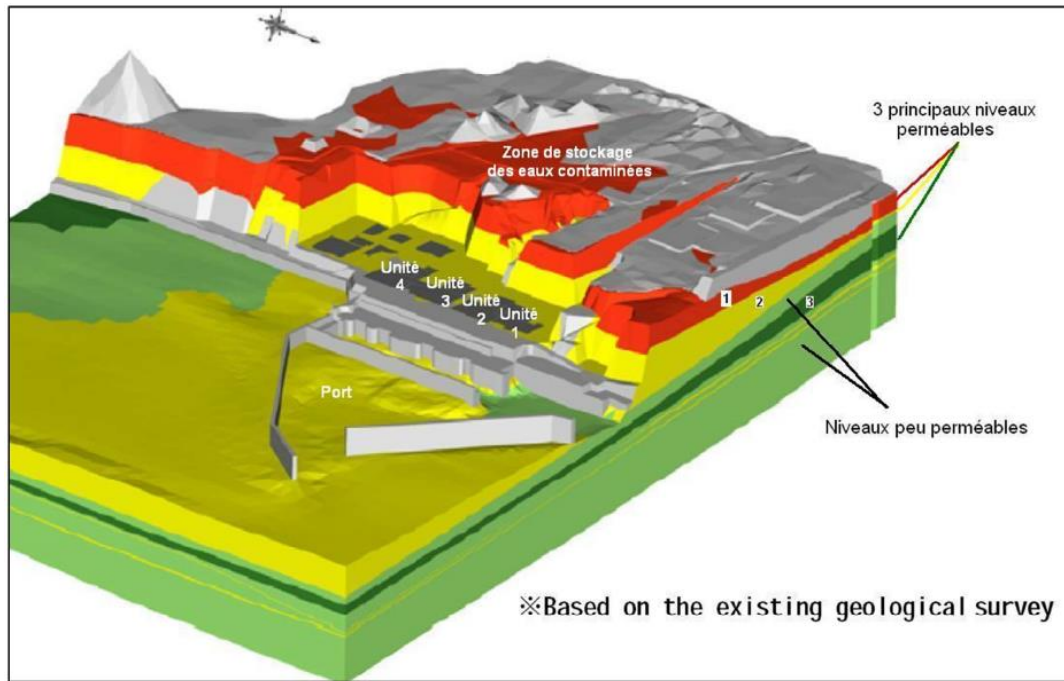 3 principaux niveaux
perméables
Zone de stockage
des eaux contaminées
Unité
4
Unité
3
Unité
2
Unité
1
1
2
3
Port
Niveaux peu perméables
※Based on the existing geological survey